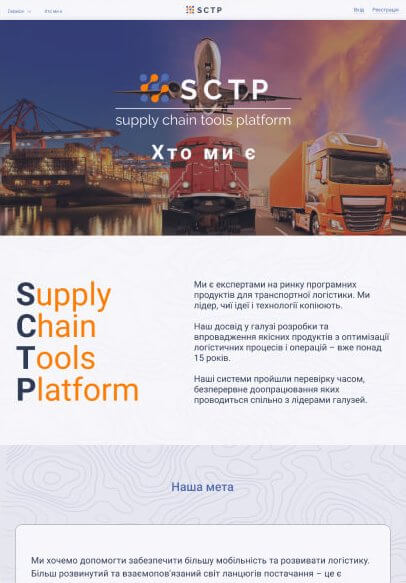 Сервіси
Хто ми є
SCTP
Вхід
Реєстрація
SCTP
supply chain tools platform
Хто ми є
Supply
Chain
Tools
Platform
Ми є експертами на ринку програмних
продуктів для транспортної логістики. Ми
лідер, чиї ідеї і технології копіюють.
Наш досвід у галузі розробки та
впровадження якісних продуктів з оптимізації
логістичних процесів і операцій – вже понад
15 років.
Наші системи пройшли перевірку часом,
безперервне доопрацювання яких
проводиться спільно з лідерами галузей.
Наша мета
Ми хочемо допомогти забезпечити більшу мобільність та розвивати логістику.
Більш розвинутий та взаємопов'язаний світ ланцюгів постачання – це є